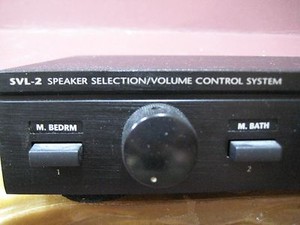 SVL-2 SPEAKER SELECTION/VOLUME CONTROL SYSTEM
M. BEDRM M. BATH
1 2